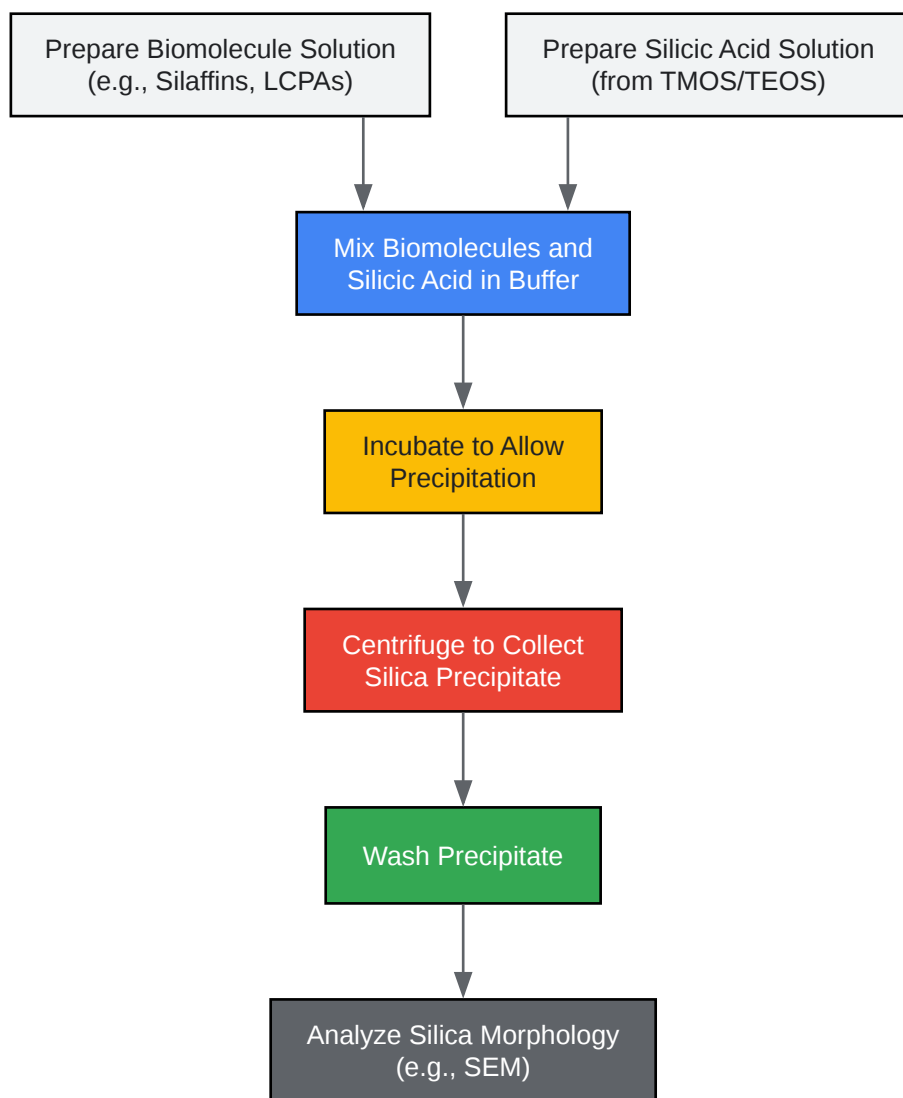 Prepare Biomolecule Solution
(e.g., Silaffins, LCPAs)
Prepare Silicic Acid Solution
(from TMOS/TEOS)
Mix Biomolecules and
Silicic Acid in Buffer
Incubate to Allow
Precipitation
Centrifuge to Collect
Silica Precipitate
Wash Precipitate
Analyze Silica Morphology
(e.g., SEM)